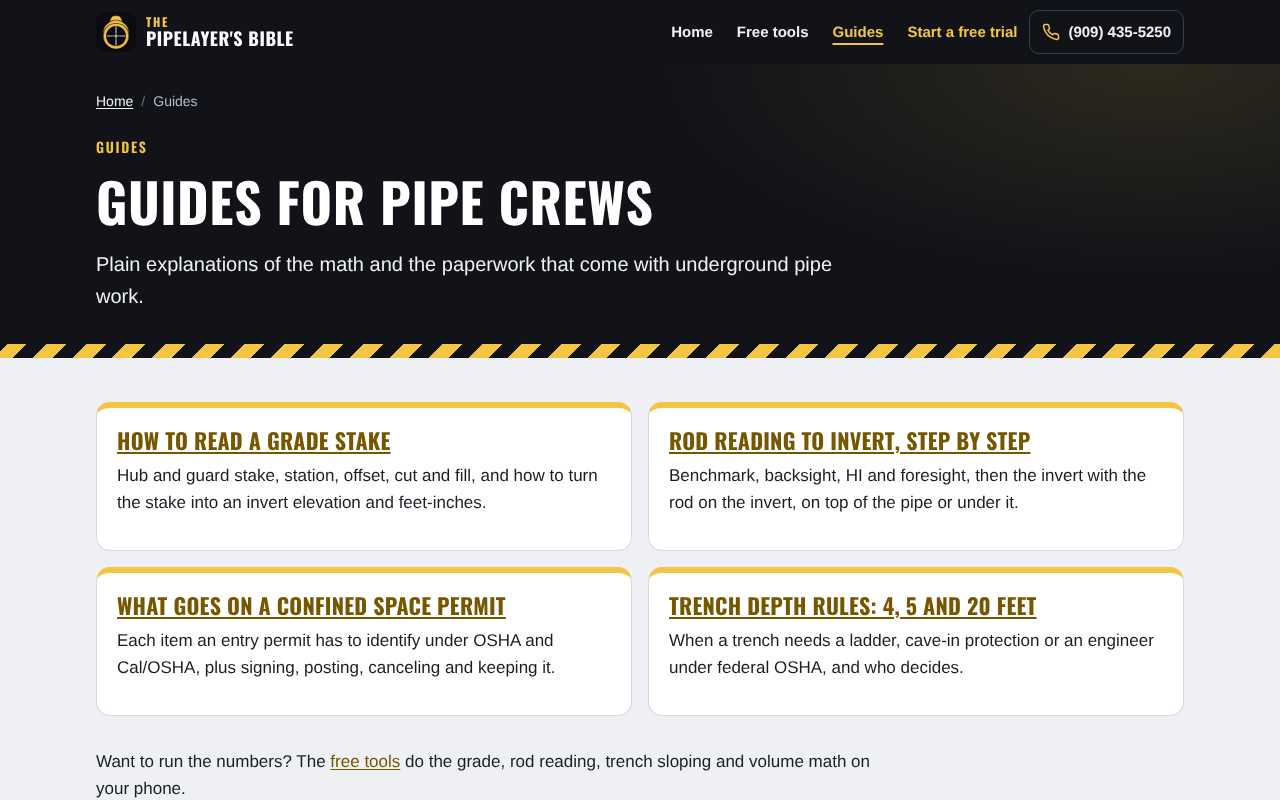 THE
PIPELAYER'S BIBLE
Home
Free tools
Guides
Start a free trial
(909) 435-5250
Home / Guides
GUIDES
GUIDES FOR PIPE CREWS
Plain explanations of the math and the paperwork that come with underground pipe
work.
HOW TO READ A GRADE STAKE
Hub and guard stake, station, offset, cut and fill, and how to turn
the stake into an invert elevation and feet-inches.
ROD READING TO INVERT, STEP BY STEP
Benchmark, backsight, HI and foresight, then the invert with the
rod on the invert, on top of the pipe or under it.
WHAT GOES ON A CONFINED SPACE PERMIT
Each item an entry permit has to identify under OSHA and
Cal/OSHA, plus signing, posting, canceling and keeping it.
TRENCH DEPTH RULES: 4, 5 AND 20 FEET
When a trench needs a ladder, cave-in protection or an engineer
under federal OSHA, and who decides.
Want to run the numbers? The free tools do the grade, rod reading, trench sloping and volume math on
your phone.